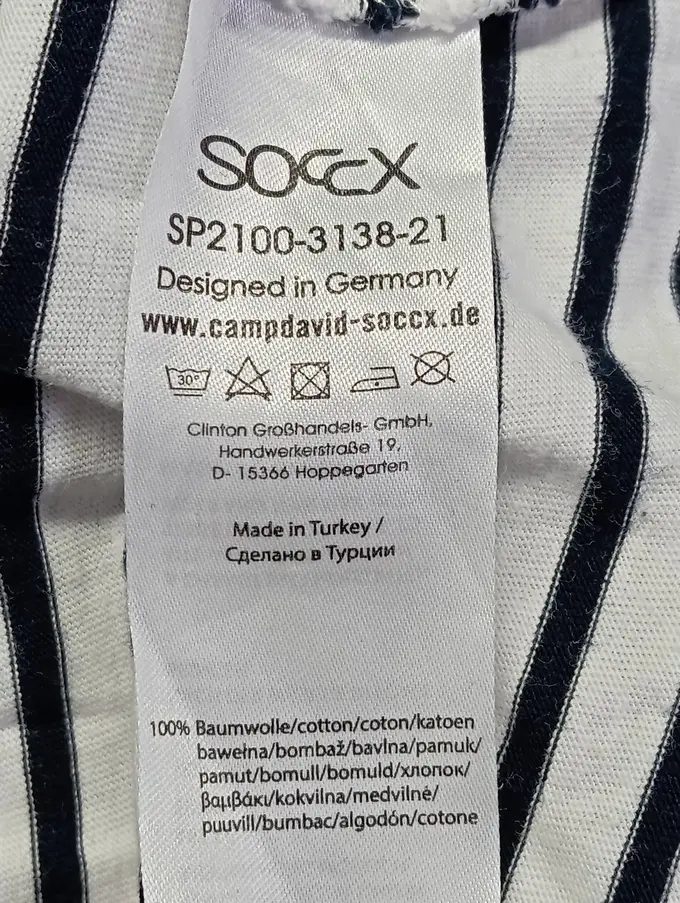 SOCCX
SP2100-3138-21
Designed in Germany
www.campdavid-soccx.de
30°
Clinton Großhandels- GmbH,
Handwerkerstraße 19,
D- 15366 Hoppegarten
Made in Turkey /
Сделано в Турции
100% Baumwolle/cotton/coton/katoen
bawełna/bombaž/bavlna/pamuk/
pamut/bomull/bomuld/хлопок/
βαμβάκι/kokvilna/medvilnė/
puuvill/bumbac/algodón/cotone